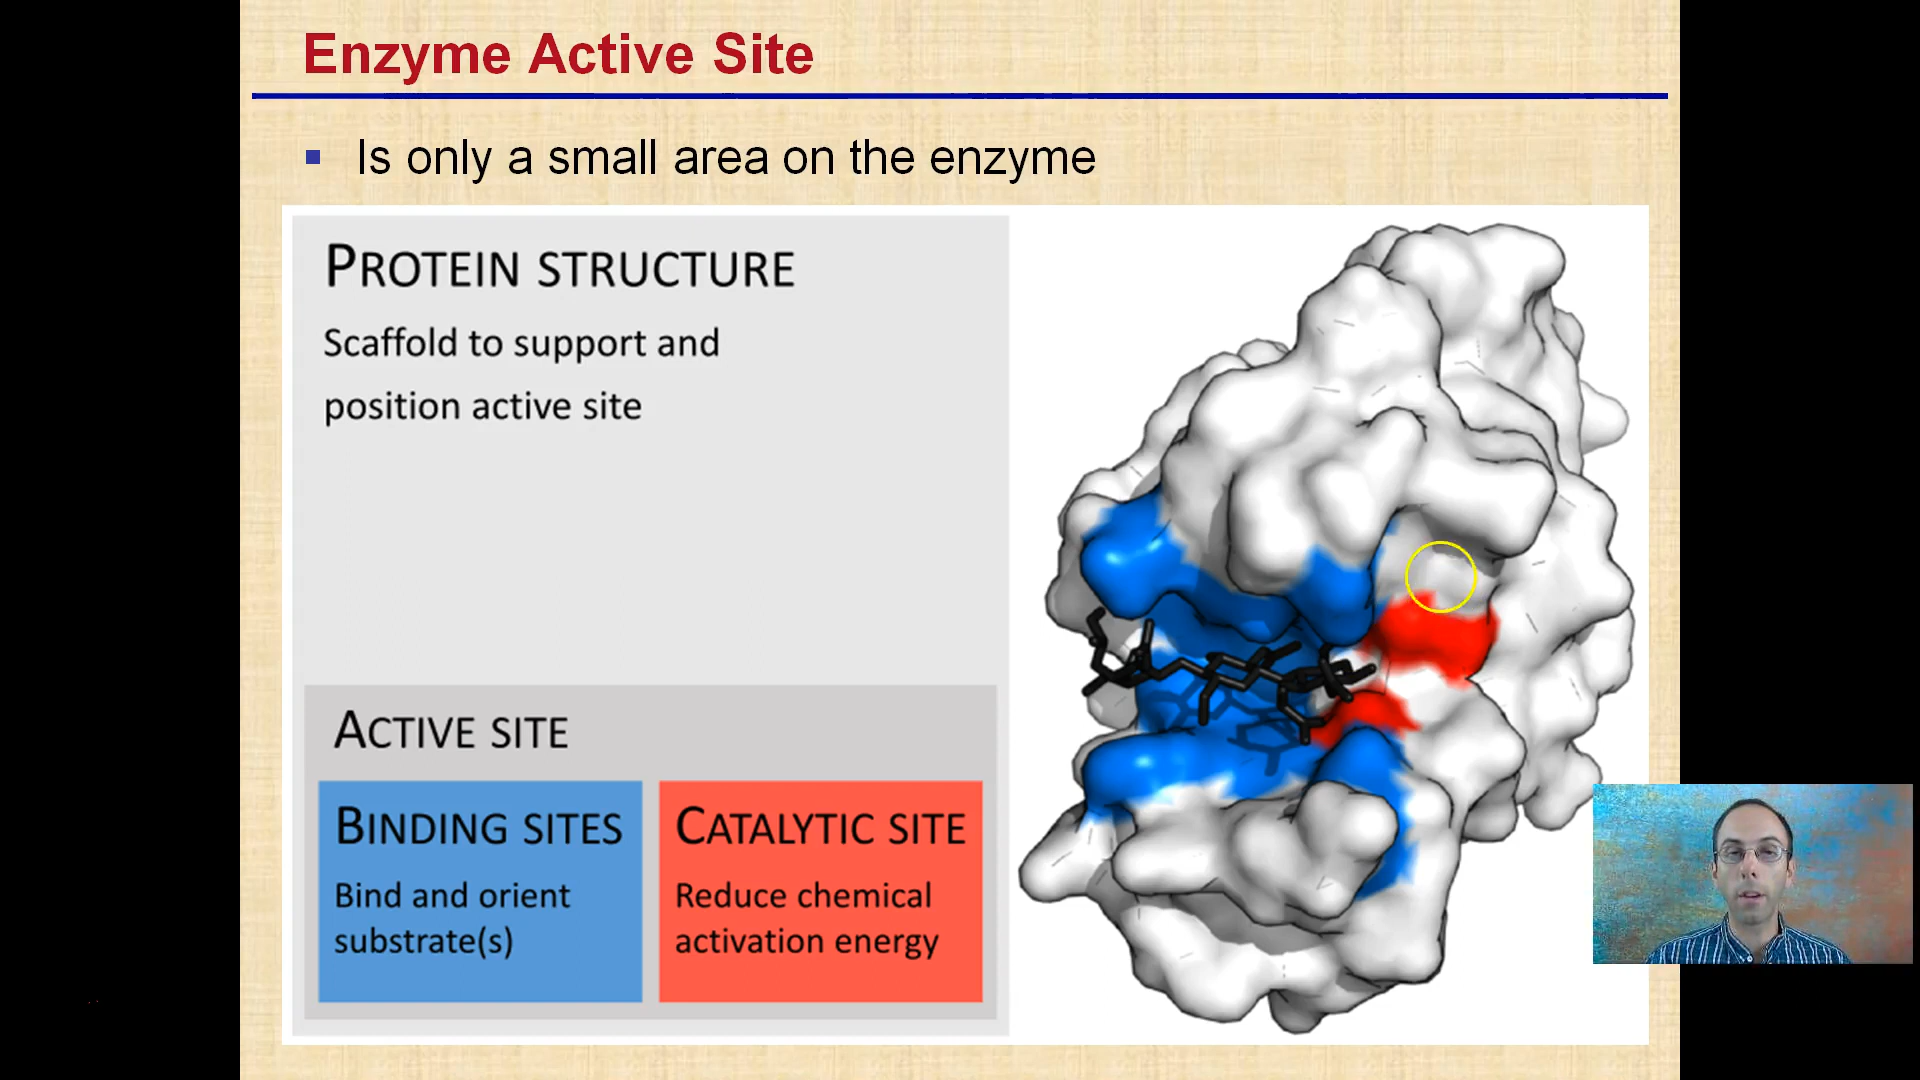 Enzyme Active Site
Is only a small area on the enzyme
PROTEIN STRUCTURE
Scaffold to support and
position active site
ACTIVE SITE
BINDING SITES
Bind and orient
substrate(s)
CATALYTIC SITE
Reduce chemical
activation energy